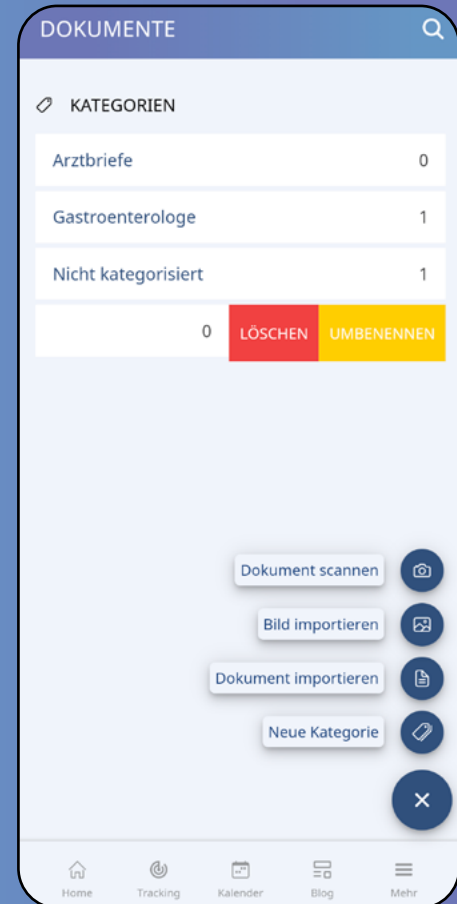 DOKUMENTE
KATEGORIEN
Arztbriefe 0
Gastroenterologe 1
Nicht kategorisiert 1
0 LÖSCHEN UMBENENNEN
Dokument scannen
Bild importieren
Dokument importieren
Neue Kategorie
Home Tracking Kalender Blog Mehr